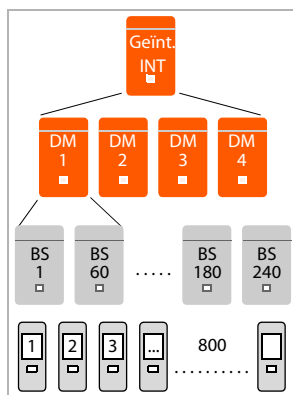 Geïnt.
INT
DM DM DM DM
1 2 3 4
BS BS BS BS
1 60 ..... 180 240
1 2 3 ... 800
..........